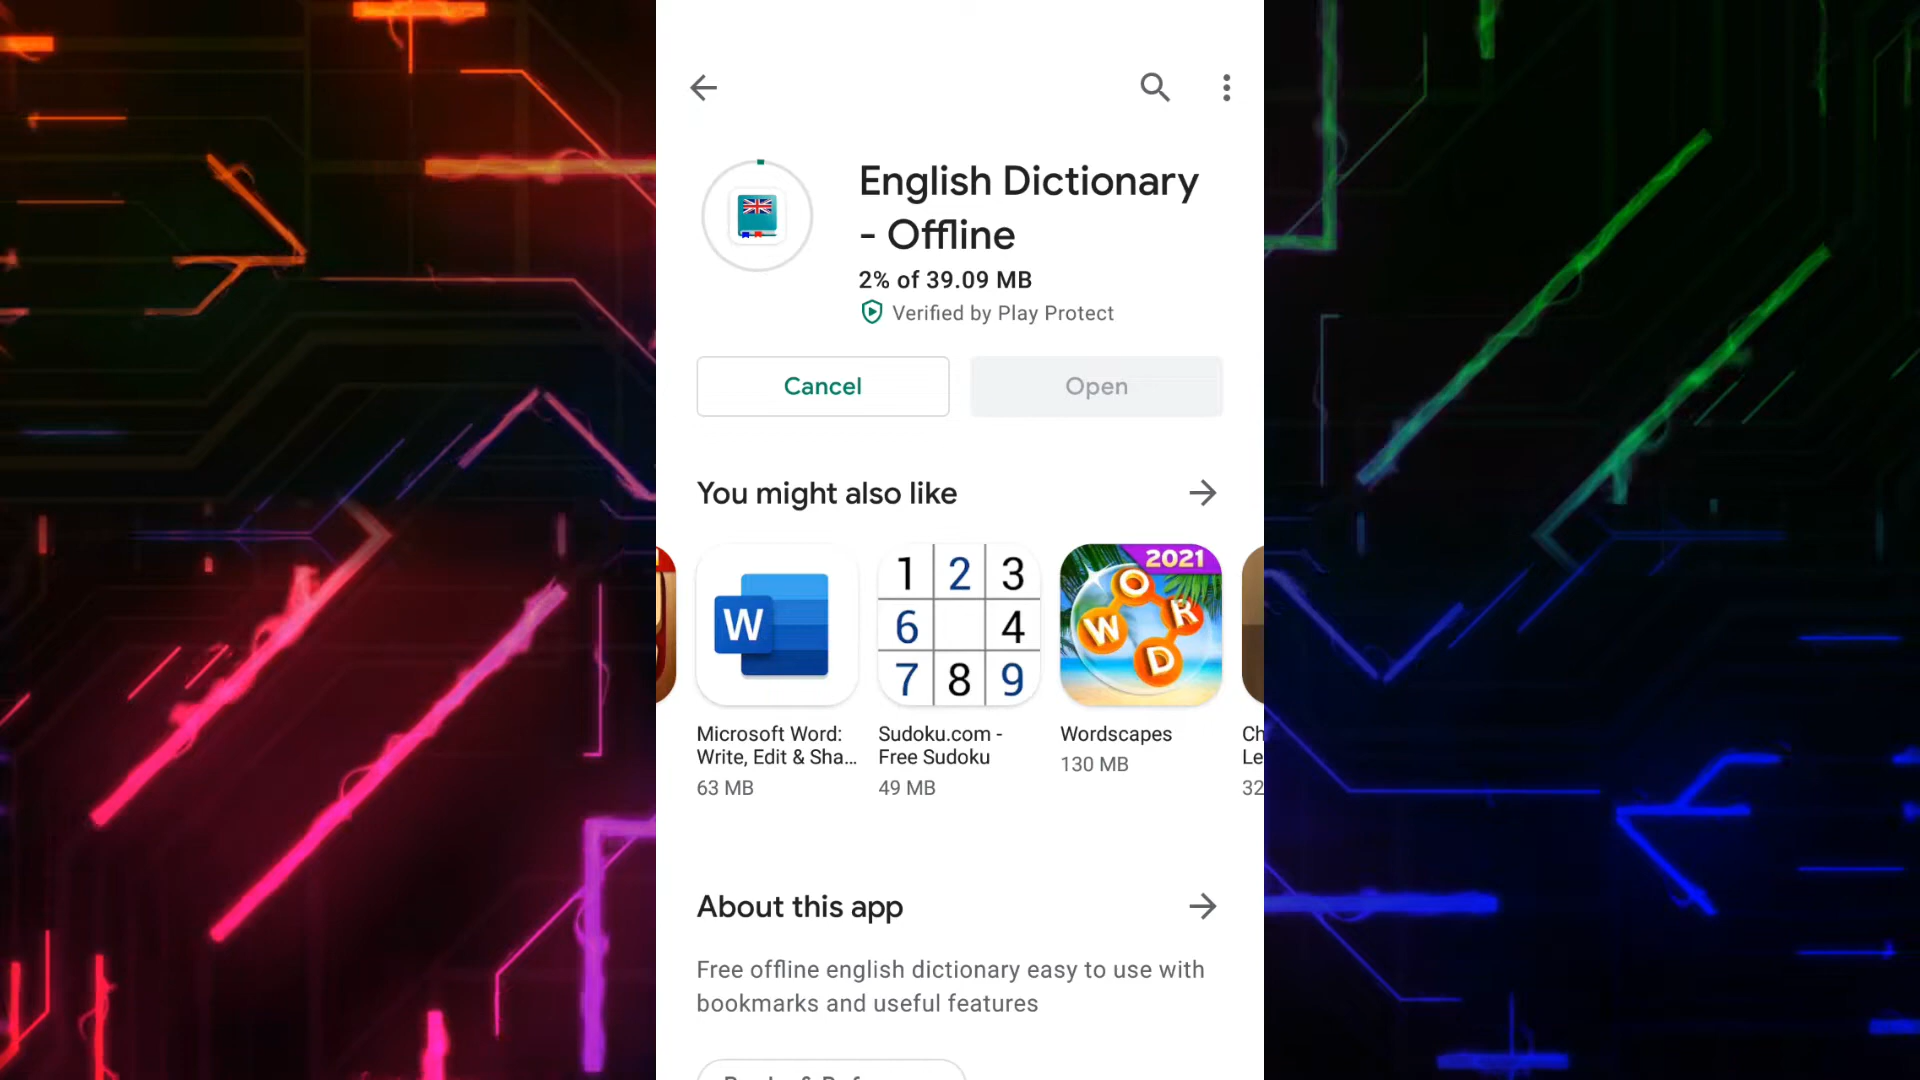 English Dictionary
- Offline
2% of 39.09 MB
Verified by Play Protect
Cancel
Open
You might also like
1 2 3
6 4
7 8 9
W
2021
W O R D
Microsoft Word:
Write, Edit & Sha...
63 MB
Sudoku.com -
Free Sudoku
49 MB
Wordscapes
130 MB
Ch
Le
32
About this app
Free offline english dictionary easy to use with
bookmarks and useful features